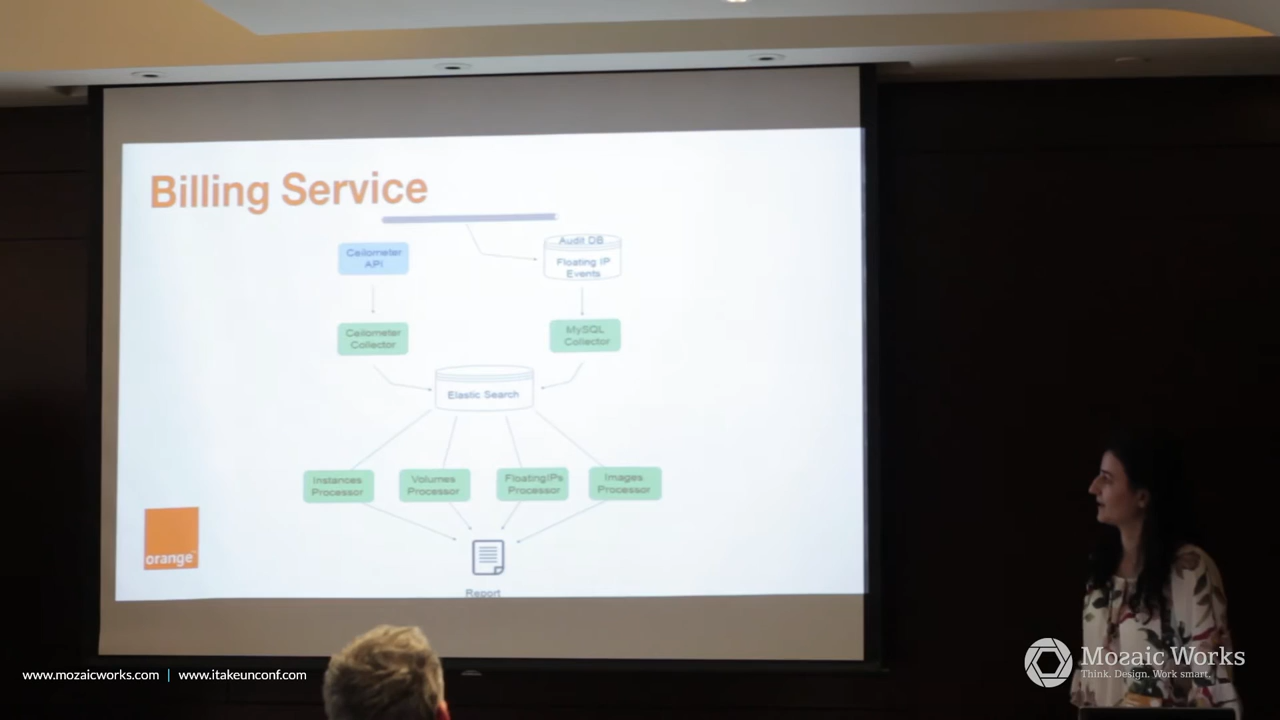 Billing Service
Ceilometer
API
Audit DB
Floating IP
Events
Ceilometer
Collector
MySQL
Collector
Elastic Search
Instances
Processor
Volumes
Processor
FloatingIPs
Processor
Images
Processor
orange™
Report
www.mozaicworks.com | www.itakeunconf.com
Mozaic Works
Think. Design. Work smart.